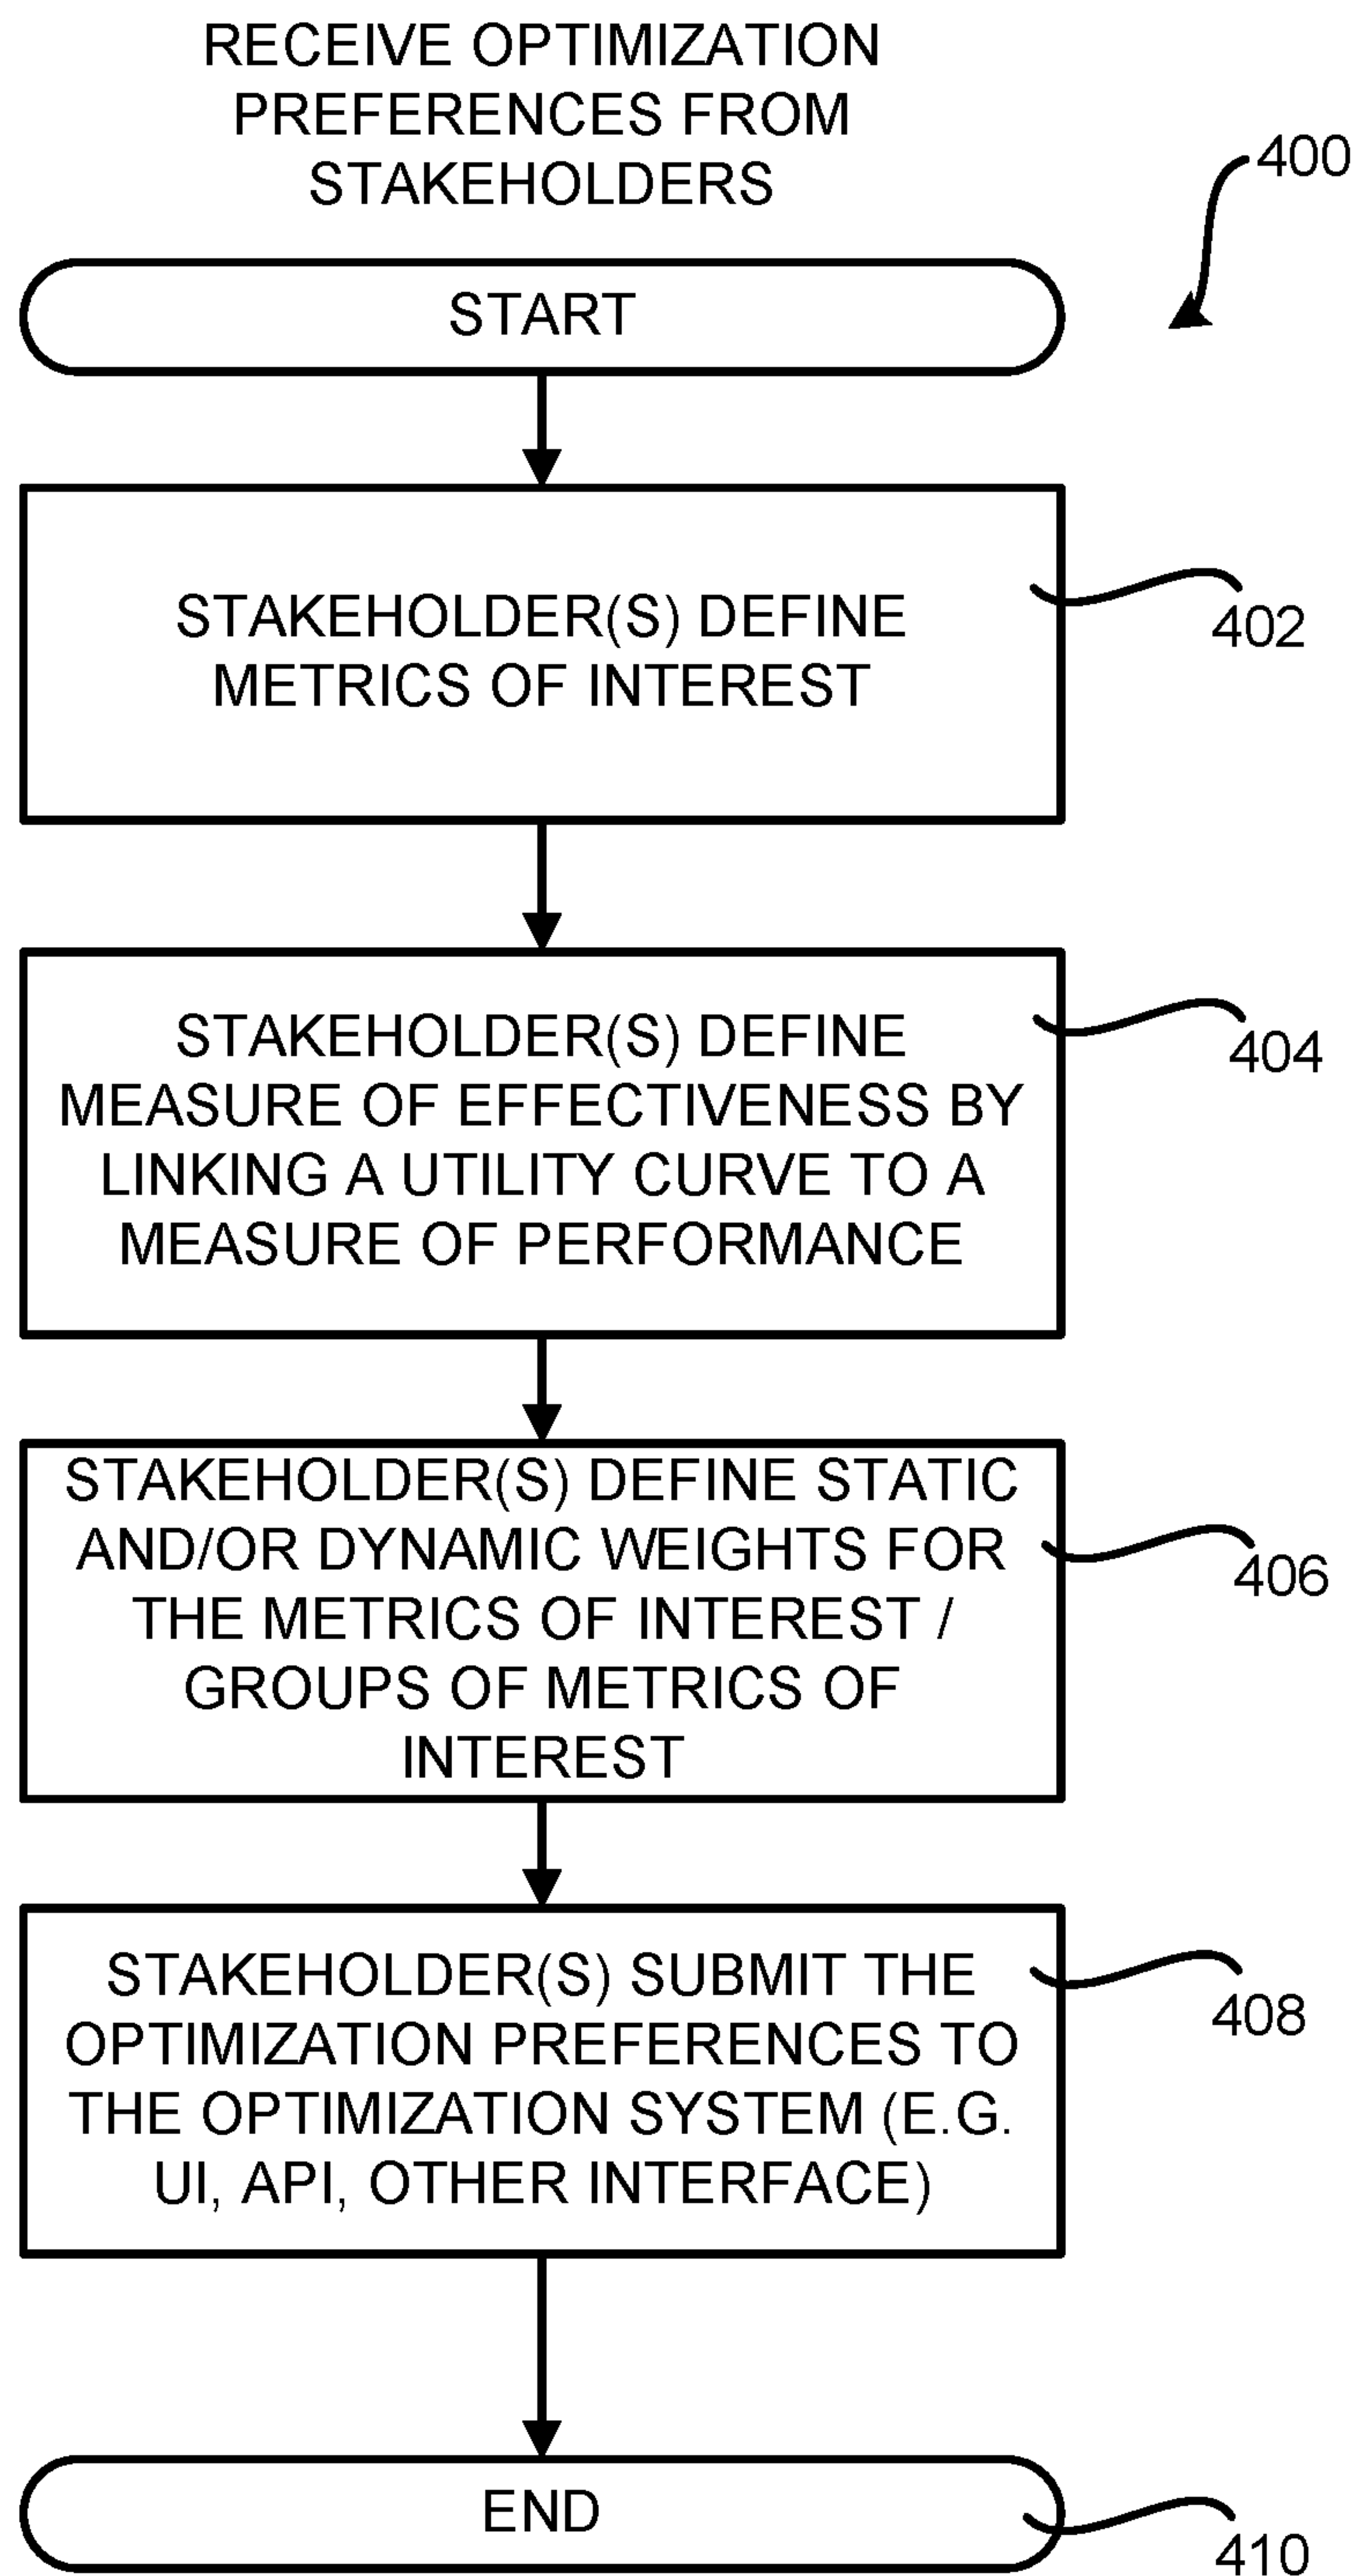 RECEIVE OPTIMIZATION
PREFERENCES FROM
STAKEHOLDERS
400
START
STAKEHOLDER(S) DEFINE
METRICS OF INTEREST
402
STAKEHOLDER(S) DEFINE
MEASURE OF EFFECTIVENESS BY
LINKING A UTILITY CURVE TO A
MEASURE OF PERFORMANCE
404
STAKEHOLDER(S) DEFINE STATIC
AND/OR DYNAMIC WEIGHTS FOR
THE METRICS OF INTEREST /
GROUPS OF METRICS OF
INTEREST
406
STAKEHOLDER(S) SUBMIT THE
OPTIMIZATION PREFERENCES TO
THE OPTIMIZATION SYSTEM (E.G.
UI, API, OTHER INTERFACE)
408
END
410